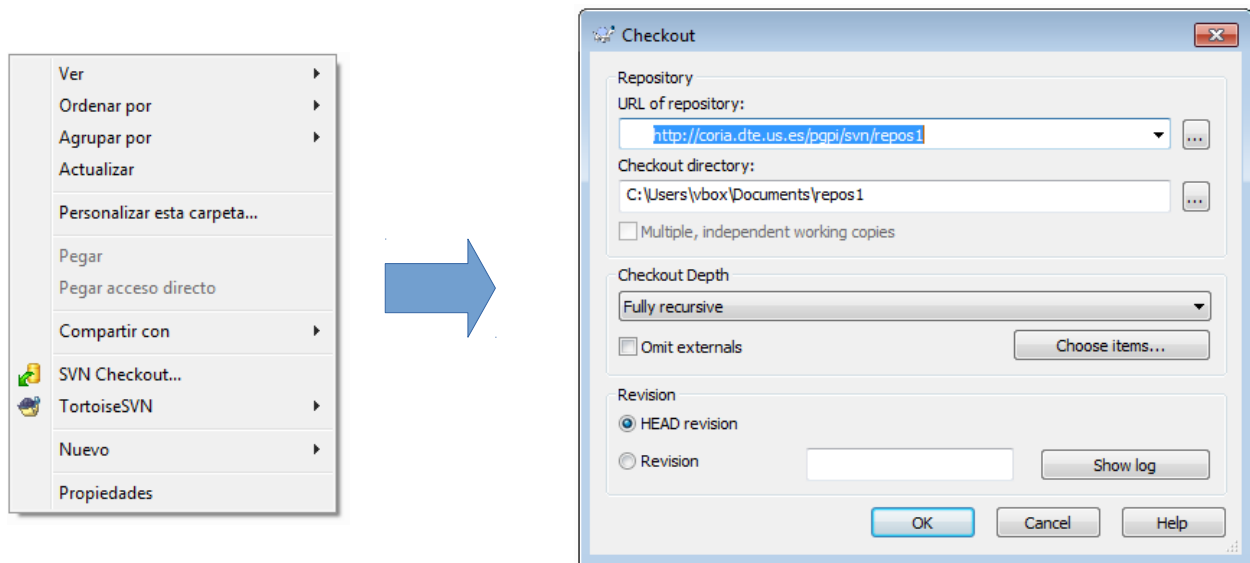 Ver
Ordenar por
Agrupar por
Actualizar
Personalizar esta carpeta...
Pegar
Pegar acceso directo
Compartir con
SVN Checkout...
TortoiseSVN
Nuevo
Propiedades
Checkout
Repository
URL of repository:
http://coria.dte.us.es/pgpi/svn/repos1
...
Checkout directory:
C:\Users\vbox\Documents\repos1
...
Multiple, independent working copies
Checkout Depth
Fully recursive
Omit externals
Choose items...
Revision
HEAD revision
Revision
Show log
OK
Cancel
Help